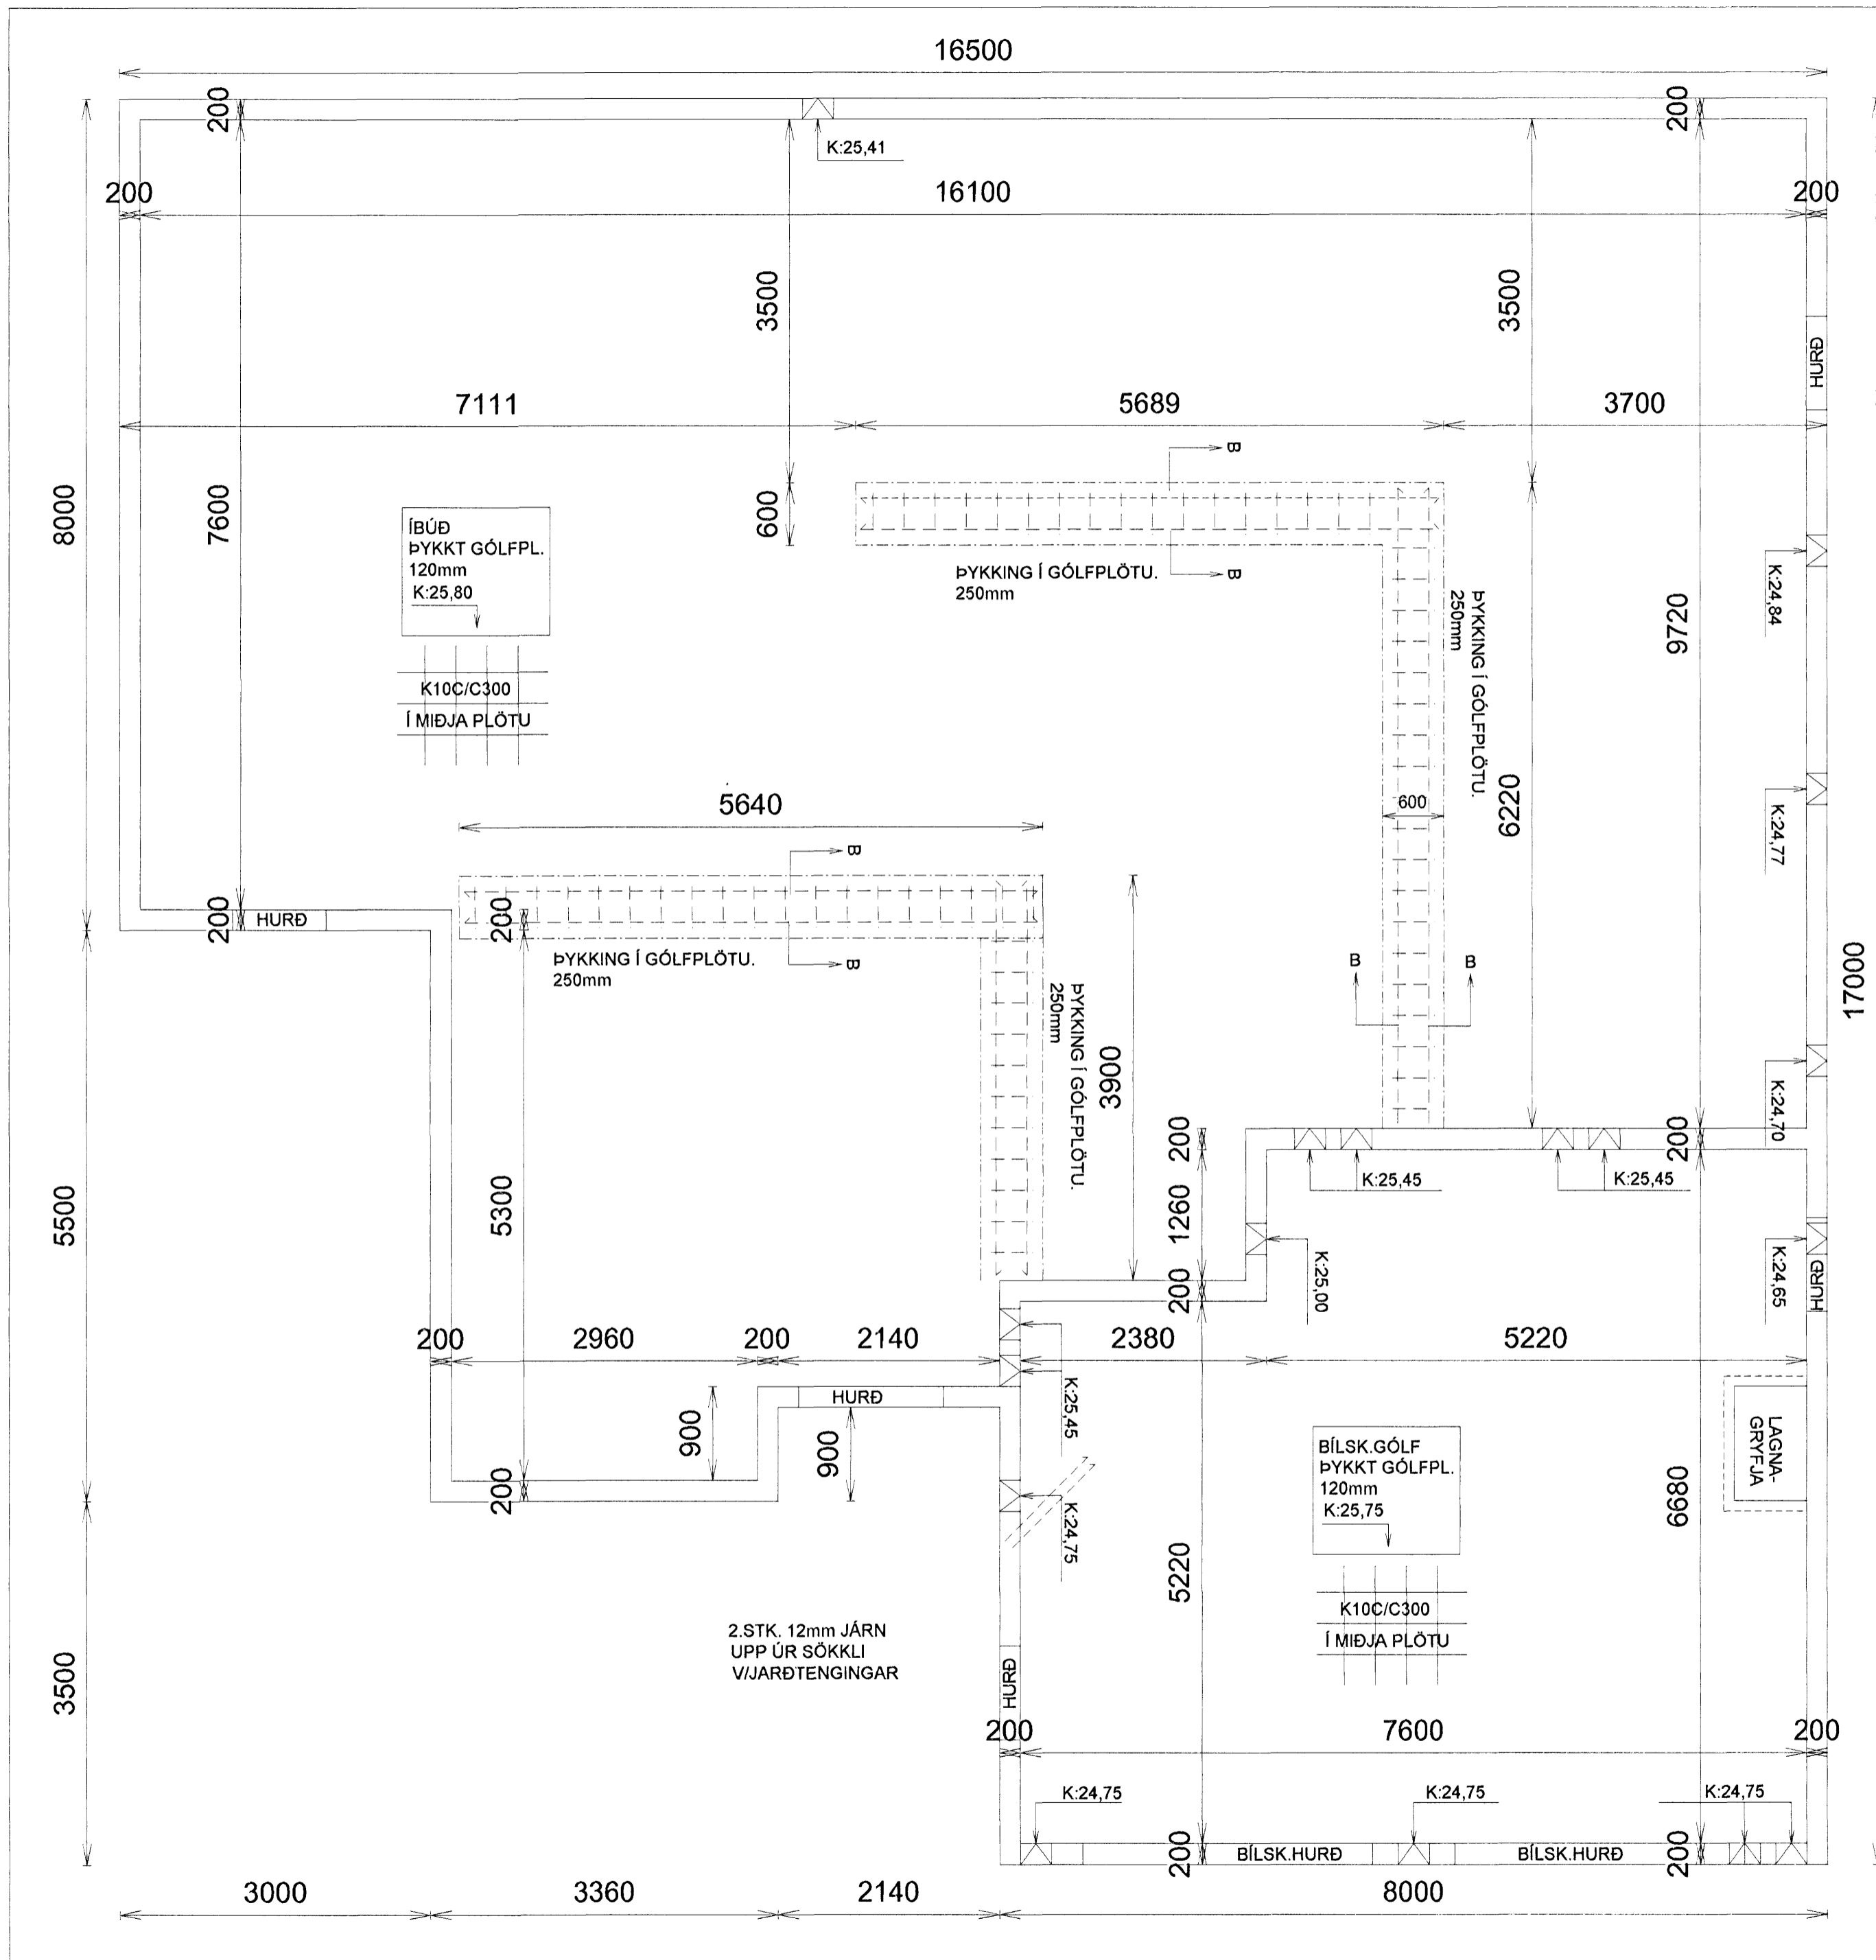 16500
200
200
K:25,41
200
16100
200
3500
3500
HURÐ
7111
5689
3700
B
8000
7600
600
ÍBÚÐ
ÞYKKT GÓLFPL.
120mm
K:25,80
B
ÞYKKING Í GÓLFPLÖTU.
250mm
K:24,84
ÞYKKING Í GÓLFPLÖTU.
250mm
9720
K10C/C300
Í MIÐJA PLÖTU
5640
600
6220
K:24,77
B
200
HURÐ
200
B
ÞYKKING Í GÓLFPLÖTU.
250mm
B
B
17000
ÞYKKING Í GÓLFPLÖTU.
250mm
3900
K:24,70
200
200
K:25,45
K:25,45
5500
5300
1260
K:25,00
K:24,65
HURÐ
200
200
2960
200
2140
2380
5220
HURÐ
K:25,45
900
900
LAGNA-
GRYFJA
BÍLSK.GÓLF
ÞYKKT GÓLFPL.
120mm
K:25,75
200
K:24,75
6680
5220
K10C/C300
Í MIÐJA PLÖTU
2.STK. 12mm JÁRN
UPP ÚR SÖKKLI
V/JARÐTENGINGAR
3500
HURÐ
200
7600
200
K:24,75
K:24,75
K:24,75
200
BÍLSK.HURÐ
BÍLSK.HURÐ
200
3000
3360
2140
8000